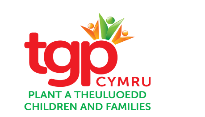 tgp
CYMRU
PLANT A THEULUOEDD
CHILDREN AND FAMILIES